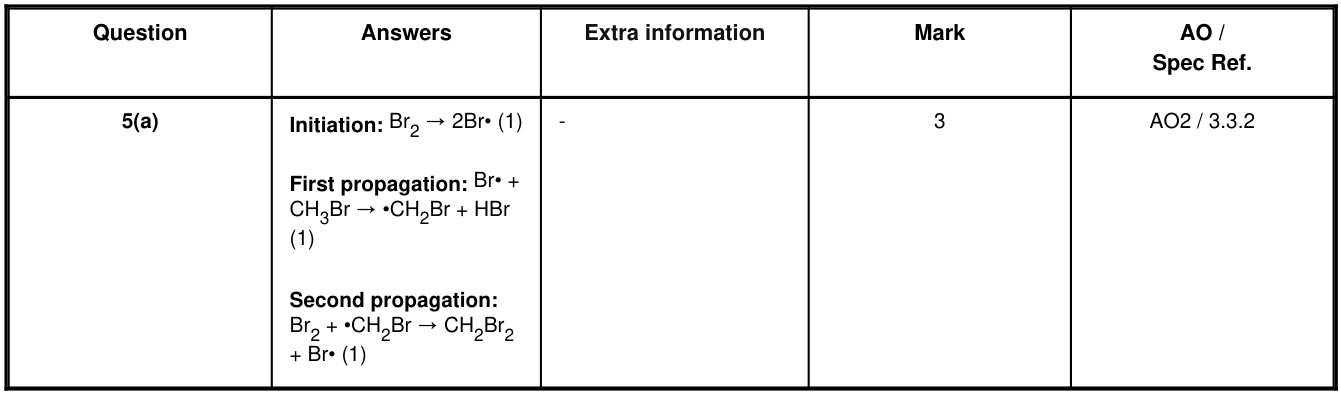 Question Answers Extra information Mark AO /
Spec Ref.
5(a) Initiation: Br₂ → 2Br• (1) - 3 AO2 / 3.3.2
First propagation: Br• +
CH₃Br → •CH₂Br + HBr
(1)
Second propagation:
Br₂ + •CH₂Br → CH₂Br₂
+ Br• (1)